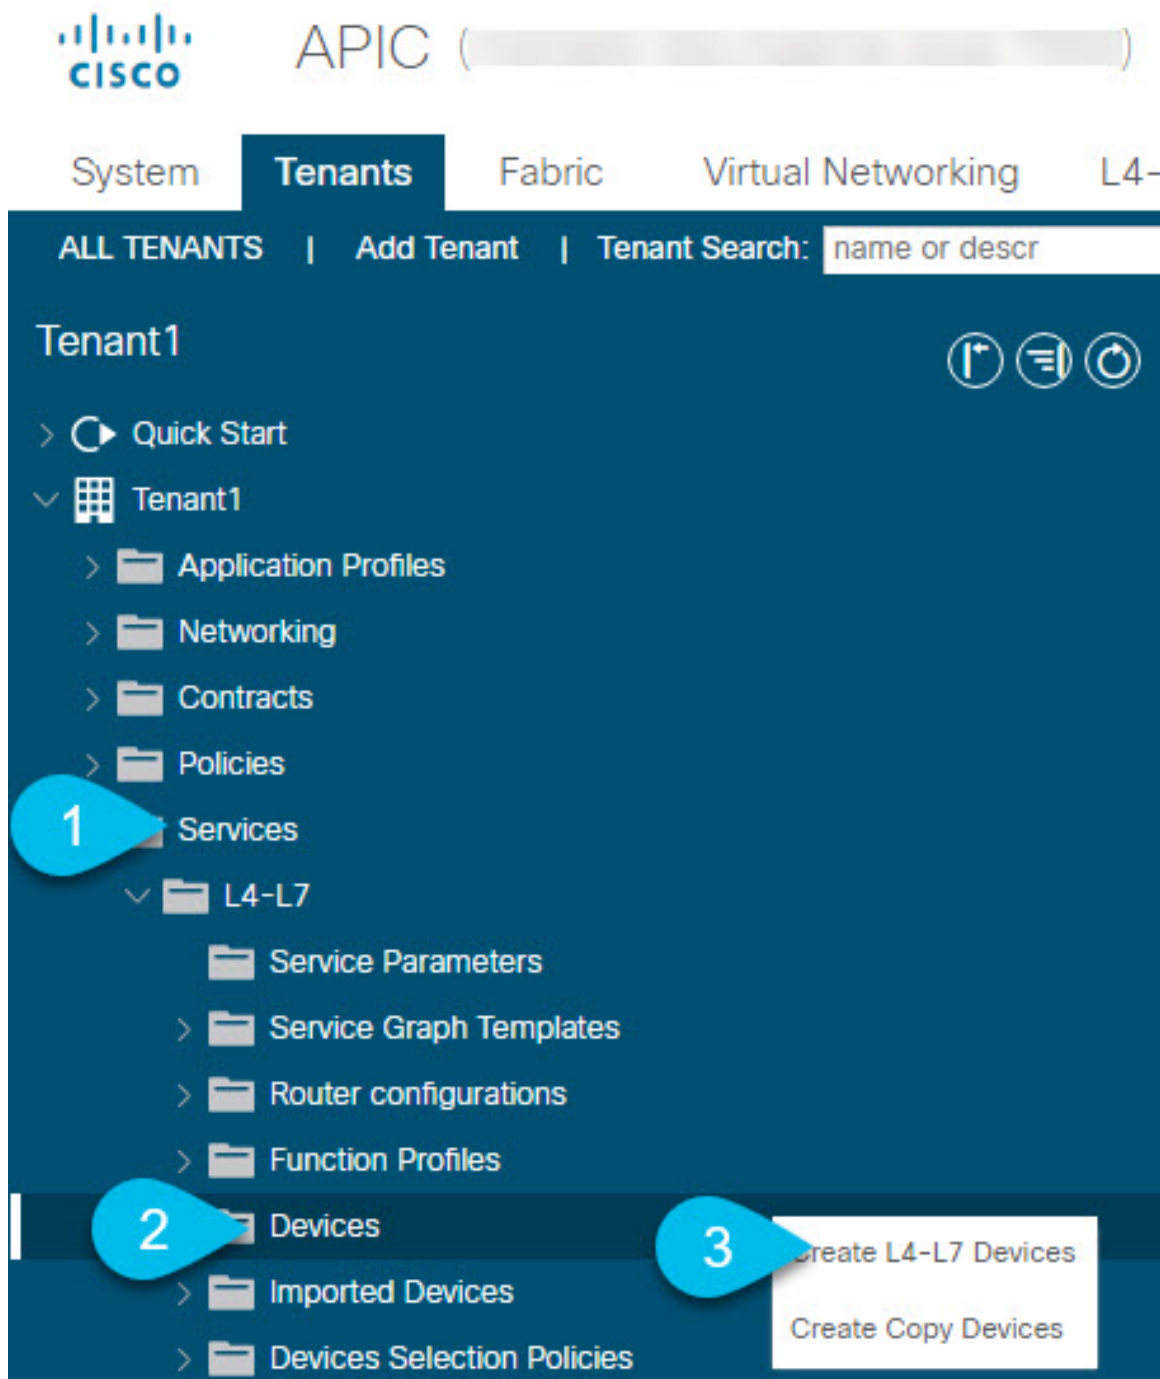 CISCO
APIC ( )
System Tenants Fabric Virtual Networking L4-
ALL TENANTS | Add Tenant | Tenant Search: name or descr
Tenant1
Quick Start
Tenant1
Application Profiles
Networking
Contracts
Policies
1 Services
L4-L7
Service Parameters
Service Graph Templates
Router configurations
Function Profiles
2 Devices
3 Create L4-L7 Devices
Imported Devices
Create Copy Devices
Devices Selection Policies